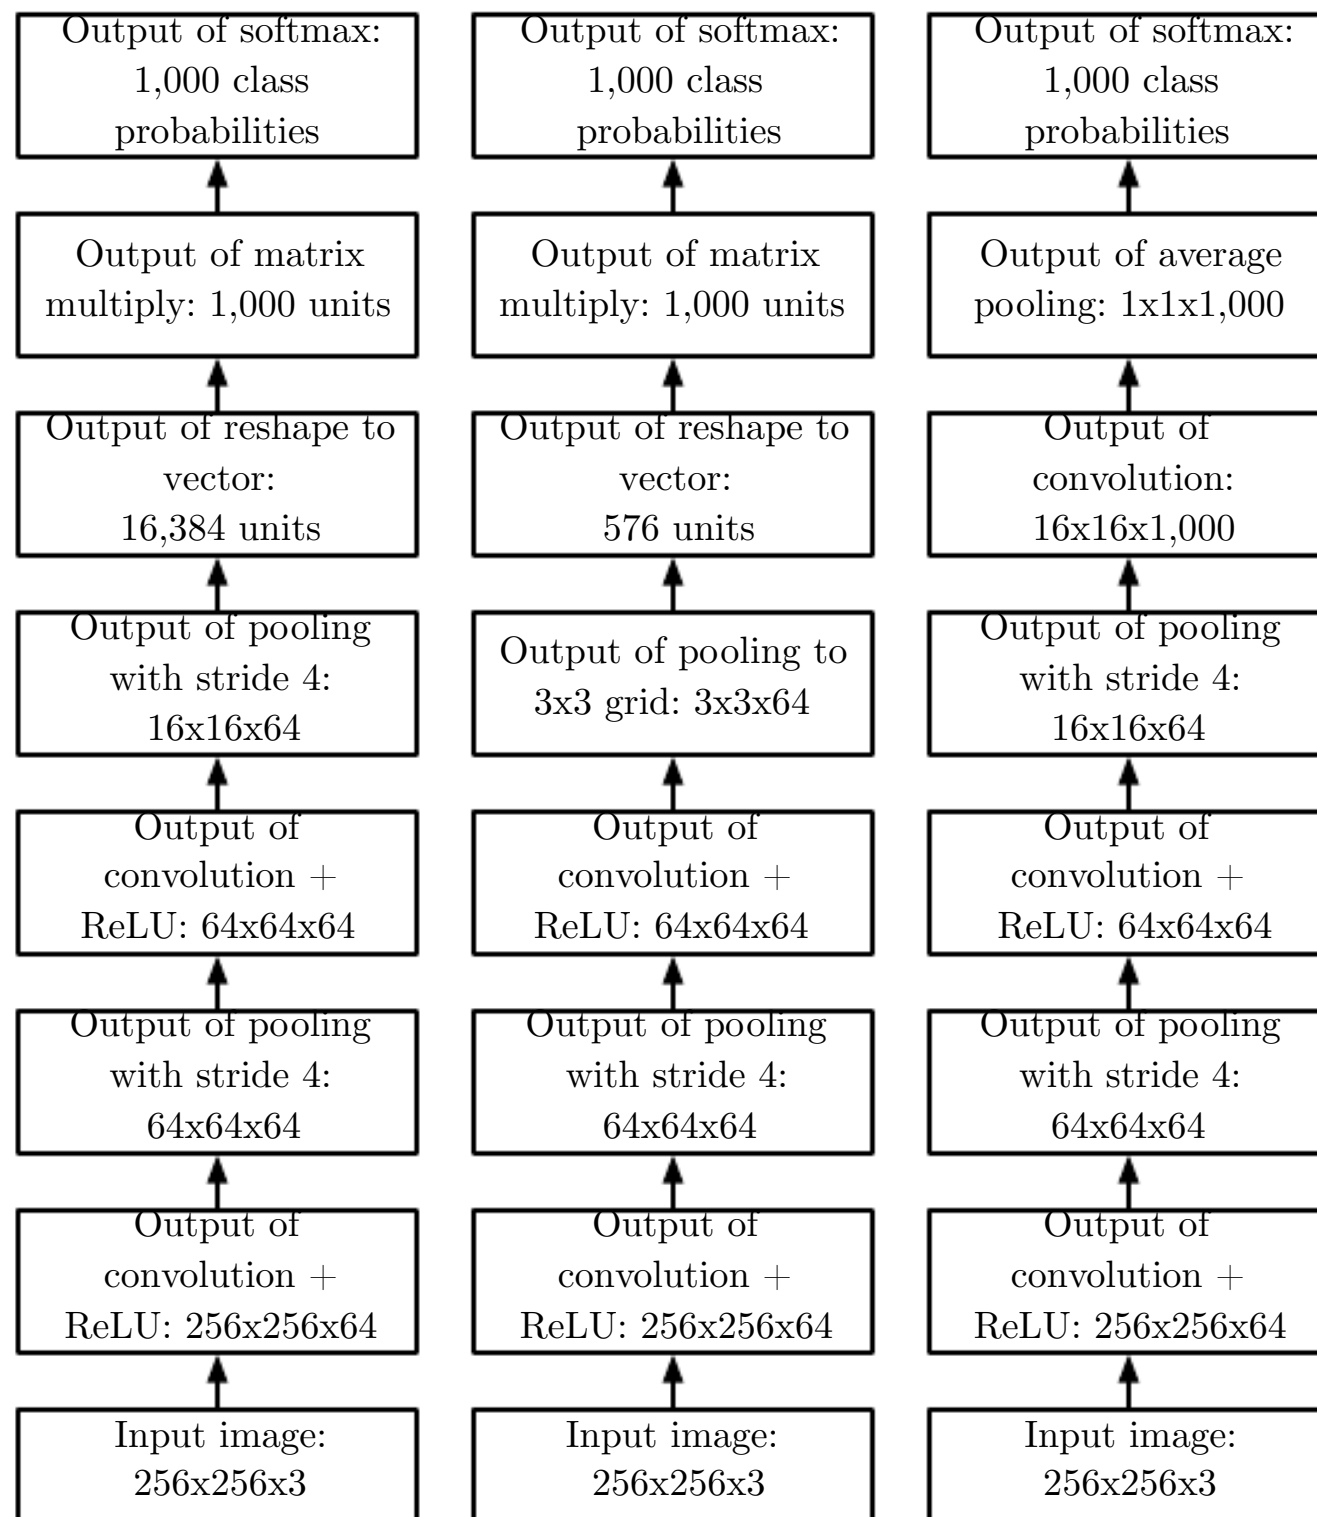 Output of softmax:
1,000 class
probabilities
Output of matrix
multiply: 1,000 units
Output of reshape to
vector:
16,384 units
Output of pooling
with stride 4:
16x16x64
Output of
convolution +
ReLU: 64x64x64
Output of pooling
with stride 4:
64x64x64
Output of
convolution +
ReLU: 256x256x64
Input image:
256x256x3
Output of softmax:
1,000 class
probabilities
Output of matrix
multiply: 1,000 units
Output of reshape to
vector:
576 units
Output of pooling to
3x3 grid: 3x3x64
Output of
convolution +
ReLU: 64x64x64
Output of pooling
with stride 4:
64x64x64
Output of
convolution +
ReLU: 256x256x64
Input image:
256x256x3
Output of softmax:
1,000 class
probabilities
Output of average
pooling: 1x1x1,000
Output of
convolution:
16x16x1,000
Output of pooling
with stride 4:
16x16x64
Output of
convolution +
ReLU: 64x64x64
Output of pooling
with stride 4:
64x64x64
Output of
convolution +
ReLU: 256x256x64
Input image:
256x256x3